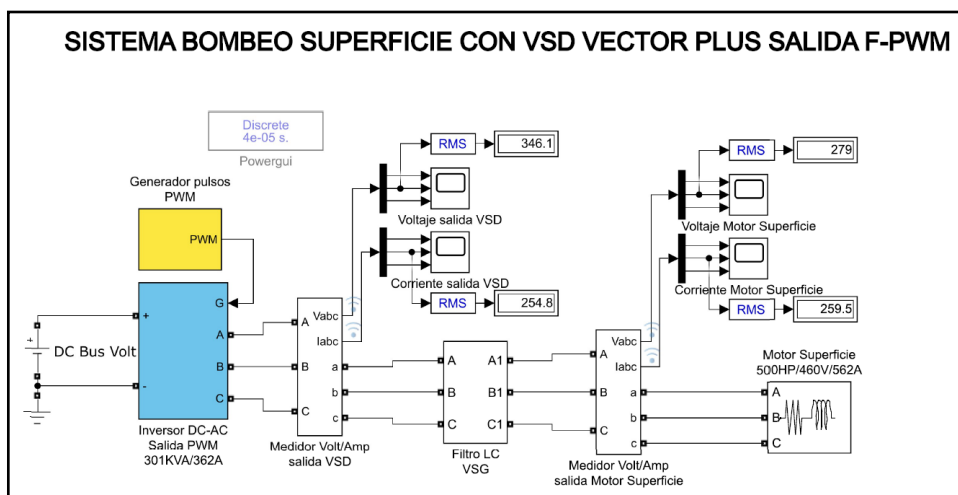 SISTEMA BOMBEO SUPERFICIE CON VSD VECTOR PLUS SALIDA F-PWM
Discrete
4e-05 s.
Powergui
RMS
346.1
Voltaje salida VSD
Corriente salida VSD
RMS
254.8
RMS
279
Voltaje Motor Superficie
Corriente Motor Superficie
RMS
259.5
Generador pulsos
PWM
PWM
DC Bus Volt
+
+
-
G
A
B
C
Inversor DC-AC
Salida PWM
301KVA/362A
A
B
C
Vabc
Iabc
a
b
c
Medidor Volt/Amp
salida VSD
A
B
C
A1
B1
C1
Filtro LC
VSG
A
B
C
Vabc
Iabc
a
b
c
Medidor Volt/Amp
salida Motor Superficie
Motor Superficie
500HP/460V/562A
A
B
C